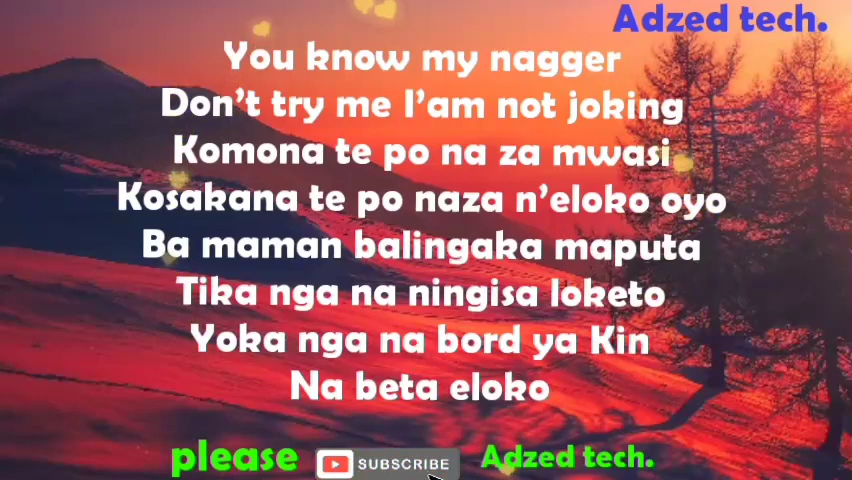 Adzed tech.
You know my nagger
Don't try me I'am not joking
Komona te po na za mwasi
Kosakana te po naza n'eloko oyo
Ba maman balingaka maputa
Tika nga na ningisa loketo
Yoka nga na bord ya Kin
Na beta eloko
please SUBSCRIBE Adzed tech.